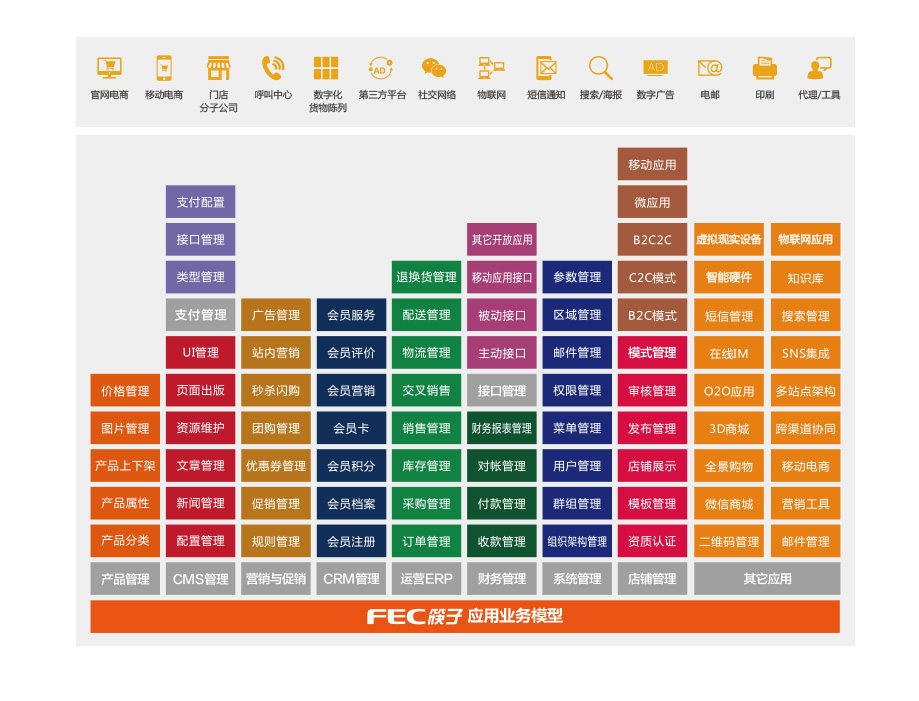 AD
AD
官网电商 移动电商 门店 呼叫中心 数字化 第三方平台 社交网络 物联网 短信通知 搜索/海报 数字广告 电邮 印刷 代理/工具
分子公司 货物陈列
移动应用
支付配置 微应用
接口管理 其它开放应用 B2C2C 虚拟现实设备 物联网应用
类型管理 退换货管理 移动应用接口 参数管理 C2C模式 智能硬件 知识库
支付管理 广告管理 会员服务 配送管理 被动接口 区域管理 B2C模式 短信管理 搜索管理
UI管理 站内营销 会员评价 物流管理 主动接口 邮件管理 模式管理 在线IM SNS集成
价格管理 页面出版 秒杀闪购 会员营销 交叉销售 接口管理 权限管理 审核管理 O2O应用 多站点架构
图片管理 资源维护 团购管理 会员卡 销售管理 财务报表管理 菜单管理 发布管理 3D商城 跨渠道协同
产品上下架 文章管理 优惠券管理 会员积分 库存管理 对帐管理 用户管理 店铺展示 全景购物 移动电商
产品属性 新闻管理 促销管理 会员档案 采购管理 付款管理 群组管理 模板管理 微信商城 营销工具
产品分类 配置管理 规则管理 会员注册 订单管理 收款管理 组织架构管理 资质认证 二维码管理 邮件管理
产品管理 CMS管理 营销与促销 CRM管理 运营ERP 财务管理 系统管理 店铺管理 其它应用
FEC筷子 应用业务模型